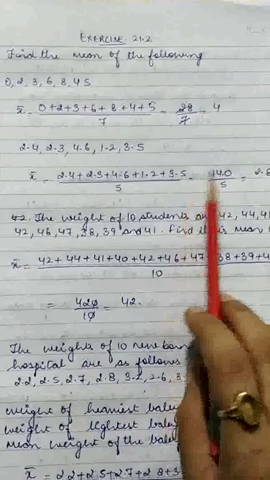 EXERCISE 21.2
Find the mean of the following
0, 2, 3, 6, 8, 4 5
x̄ = 0+2+3+6+8+4+5 / 7 = 28 / 7 = 4
2.4, 2.3, 4.6, 1.2, 3.5
x̄ = 2.4+2.3+4.6+1.2+3.5 / 5 = 14.0 / 5 = 2.8
The weight of 10 students are 42, 44, 41
42, 46, 47, 38, 39 and 41. Find their mean
x̄ = 42+44+41+40+42+46+47+38+39+4 / 10
= 420 / 10 = 42.
The weights of 10 new born
hospital are as follows
2.2, 2.5, 2.7, 2.8, 3.2, 2.6, 3.
weight of heaviest
weight of lightest
mean weight of the
x̄ = 2.2+2.5+2.7+2.8+3